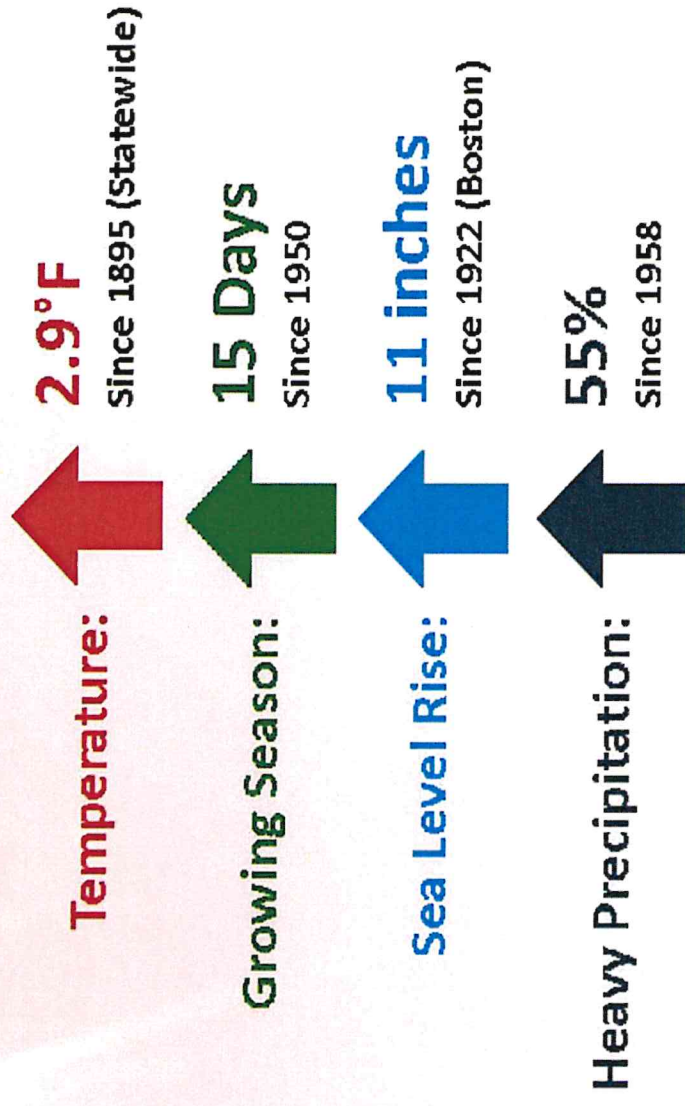 Temperature:
2.9°F
Since 1895 (Statewide)
Growing Season:
15 Days
Since 1950
Sea Level Rise:
11 inches
Since 1922 (Boston)
Heavy Precipitation:
55%
Since 1958